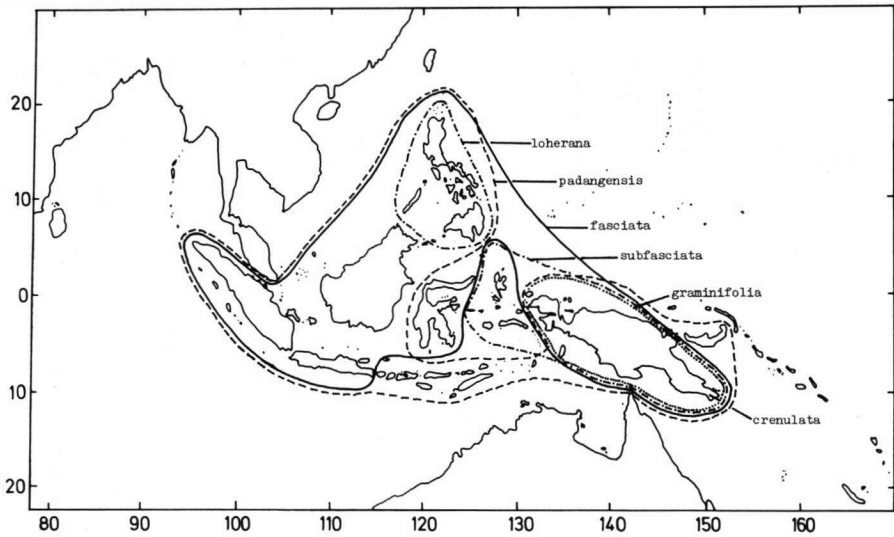 20
10
0
10
20
80
90
100
110
120
130
140
150
160
loherana
padangensis
fasciata
subfasciata
graminifolia
crenulata